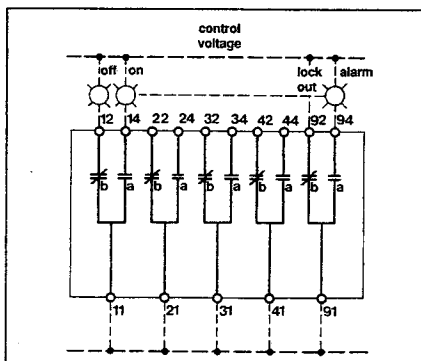 control
voltage
off on lock out alarm
12 14 22 24 32 34 42 44 92 94
b a b a b a b a b a
11 21 31 41 91